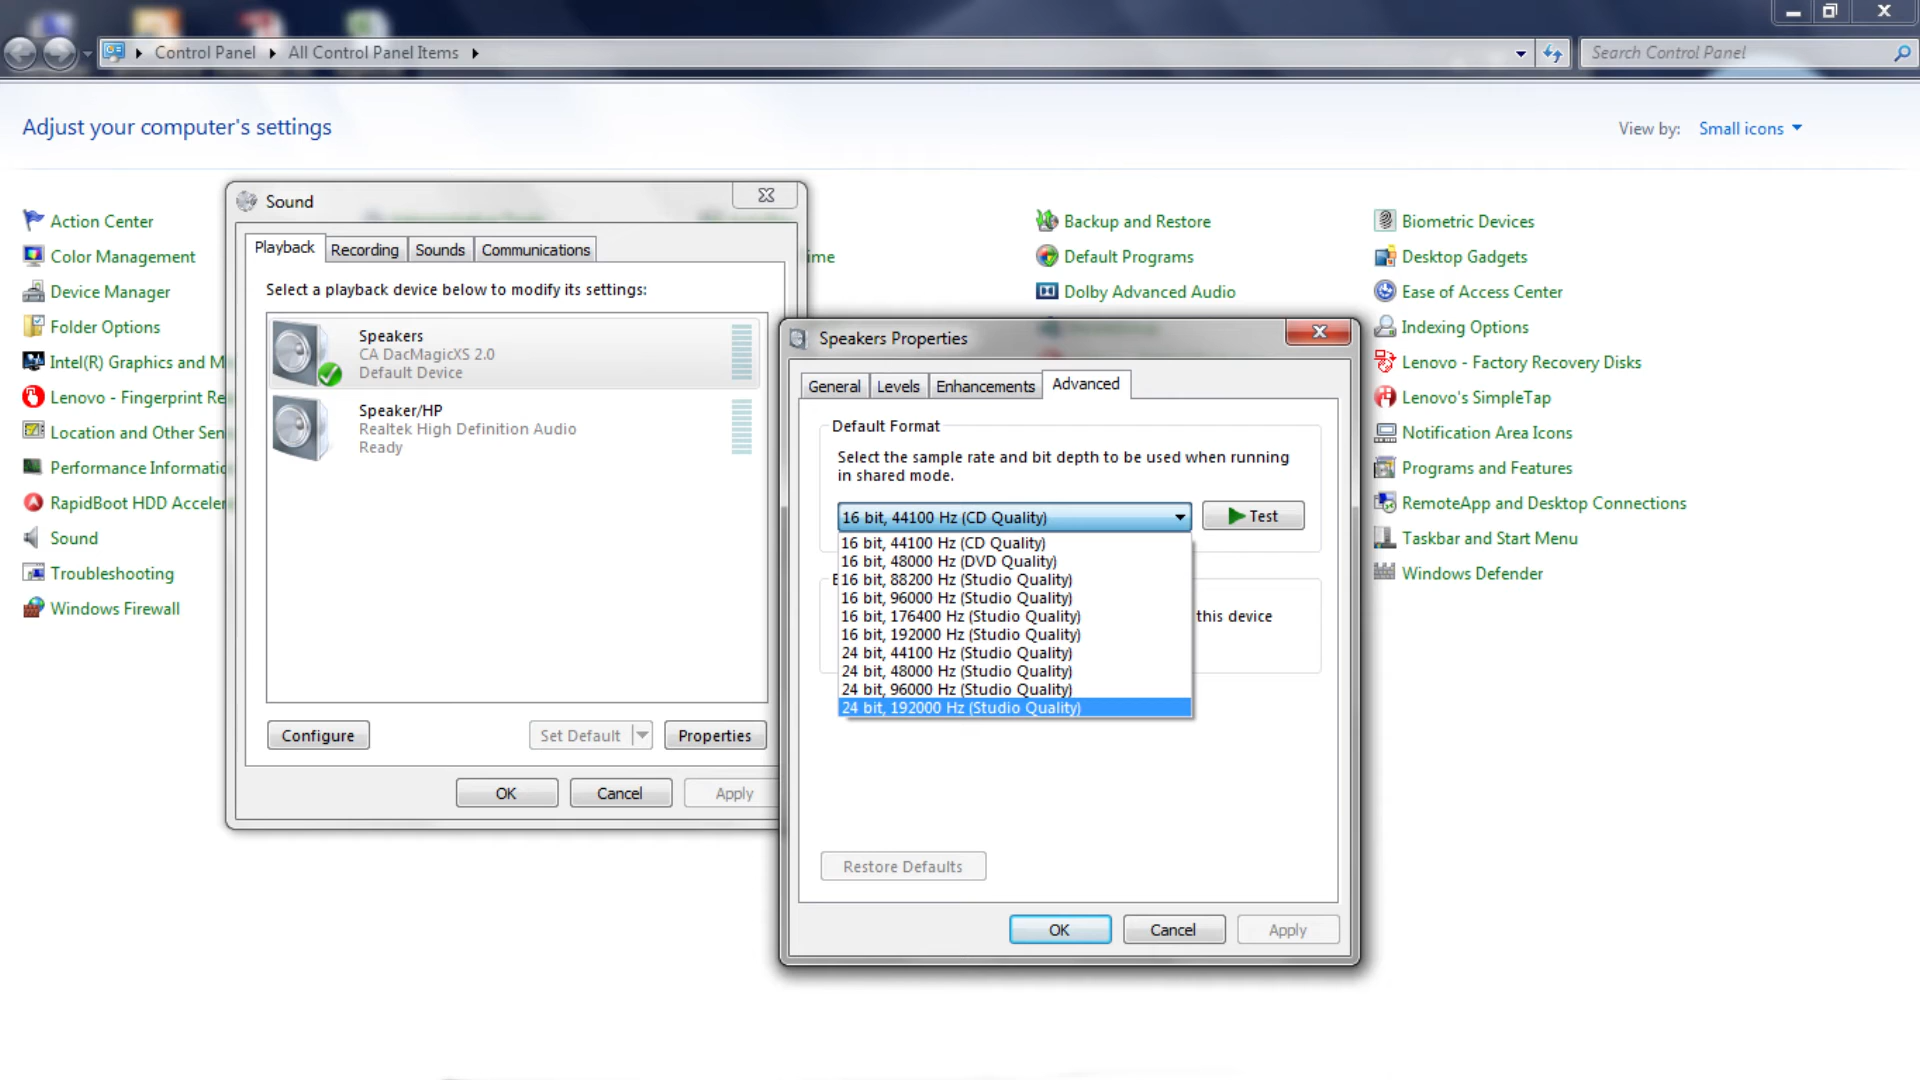 Control Panel
All Control Panel Items
Search Control Panel
Adjust your computer's settings
View by:
Small icons
Action Center
Color Management
Device Manager
Folder Options
Intel(R) Graphics and M
Lenovo - Fingerprint Re
Location and Other Sen
Performance Informatic
RapidBoot HDD Acceler
Sound
Troubleshooting
Windows Firewall
Sound
Playback
Recording
Sounds
Communications
Select a playback device below to modify its settings:
Speakers
CA DacMagicXS 2.0
Default Device
Speaker/HP
Realtek High Definition Audio
Ready
Configure
Set Default
Properties
OK
Cancel
Apply
ime
Backup and Restore
Default Programs
Dolby Advanced Audio
Speakers Properties
General
Levels
Enhancements
Advanced
Default Format
Select the sample rate and bit depth to be used when running
in shared mode.
16 bit, 44100 Hz (CD Quality)
Test
16 bit, 44100 Hz (CD Quality)
16 bit, 48000 Hz (DVD Quality)
E
16 bit, 88200 Hz (Studio Quality)
16 bit, 96000 Hz (Studio Quality)
16 bit, 176400 Hz (Studio Quality)
this device
16 bit, 192000 Hz (Studio Quality)
24 bit, 44100 Hz (Studio Quality)
24 bit, 48000 Hz (Studio Quality)
24 bit, 96000 Hz (Studio Quality)
24 bit, 192000 Hz (Studio Quality)
Restore Defaults
OK
Cancel
Apply
Biometric Devices
Desktop Gadgets
Ease of Access Center
Indexing Options
Lenovo - Factory Recovery Disks
Lenovo's SimpleTap
Notification Area Icons
Programs and Features
RemoteApp and Desktop Connections
Taskbar and Start Menu
Windows Defender